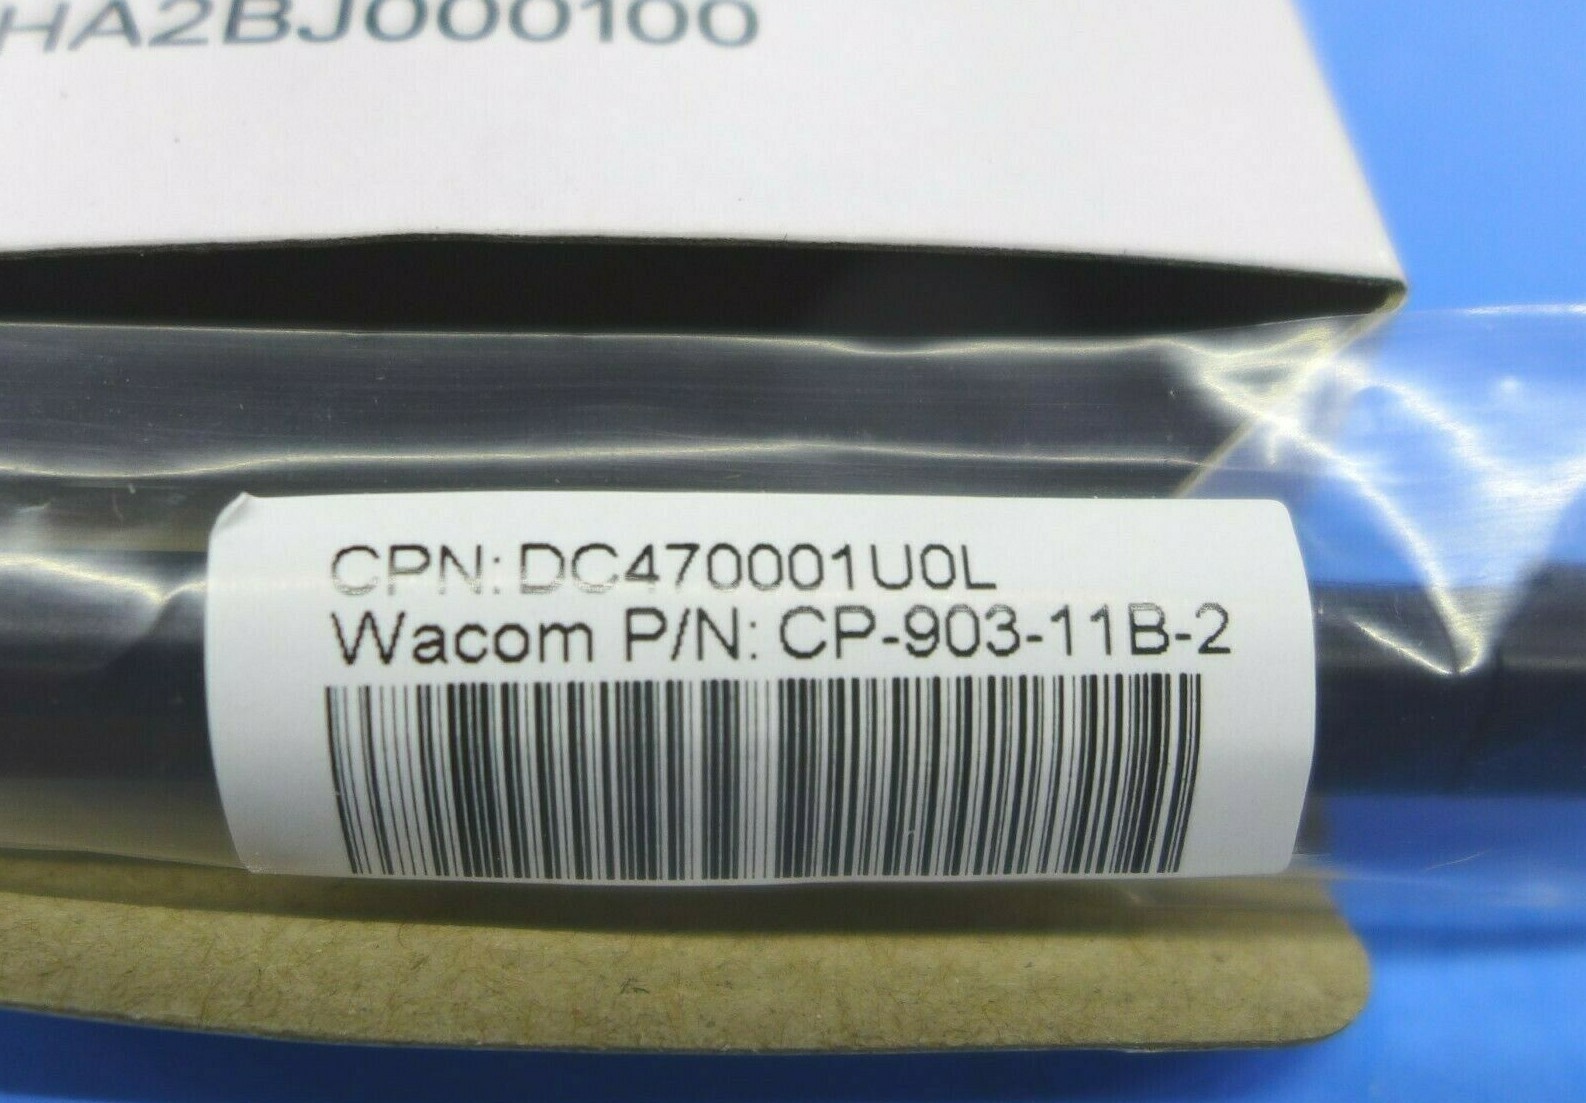 HA2BJ000100
CPN: DC470001U0L
Wacom P/N: CP-903-11B-2